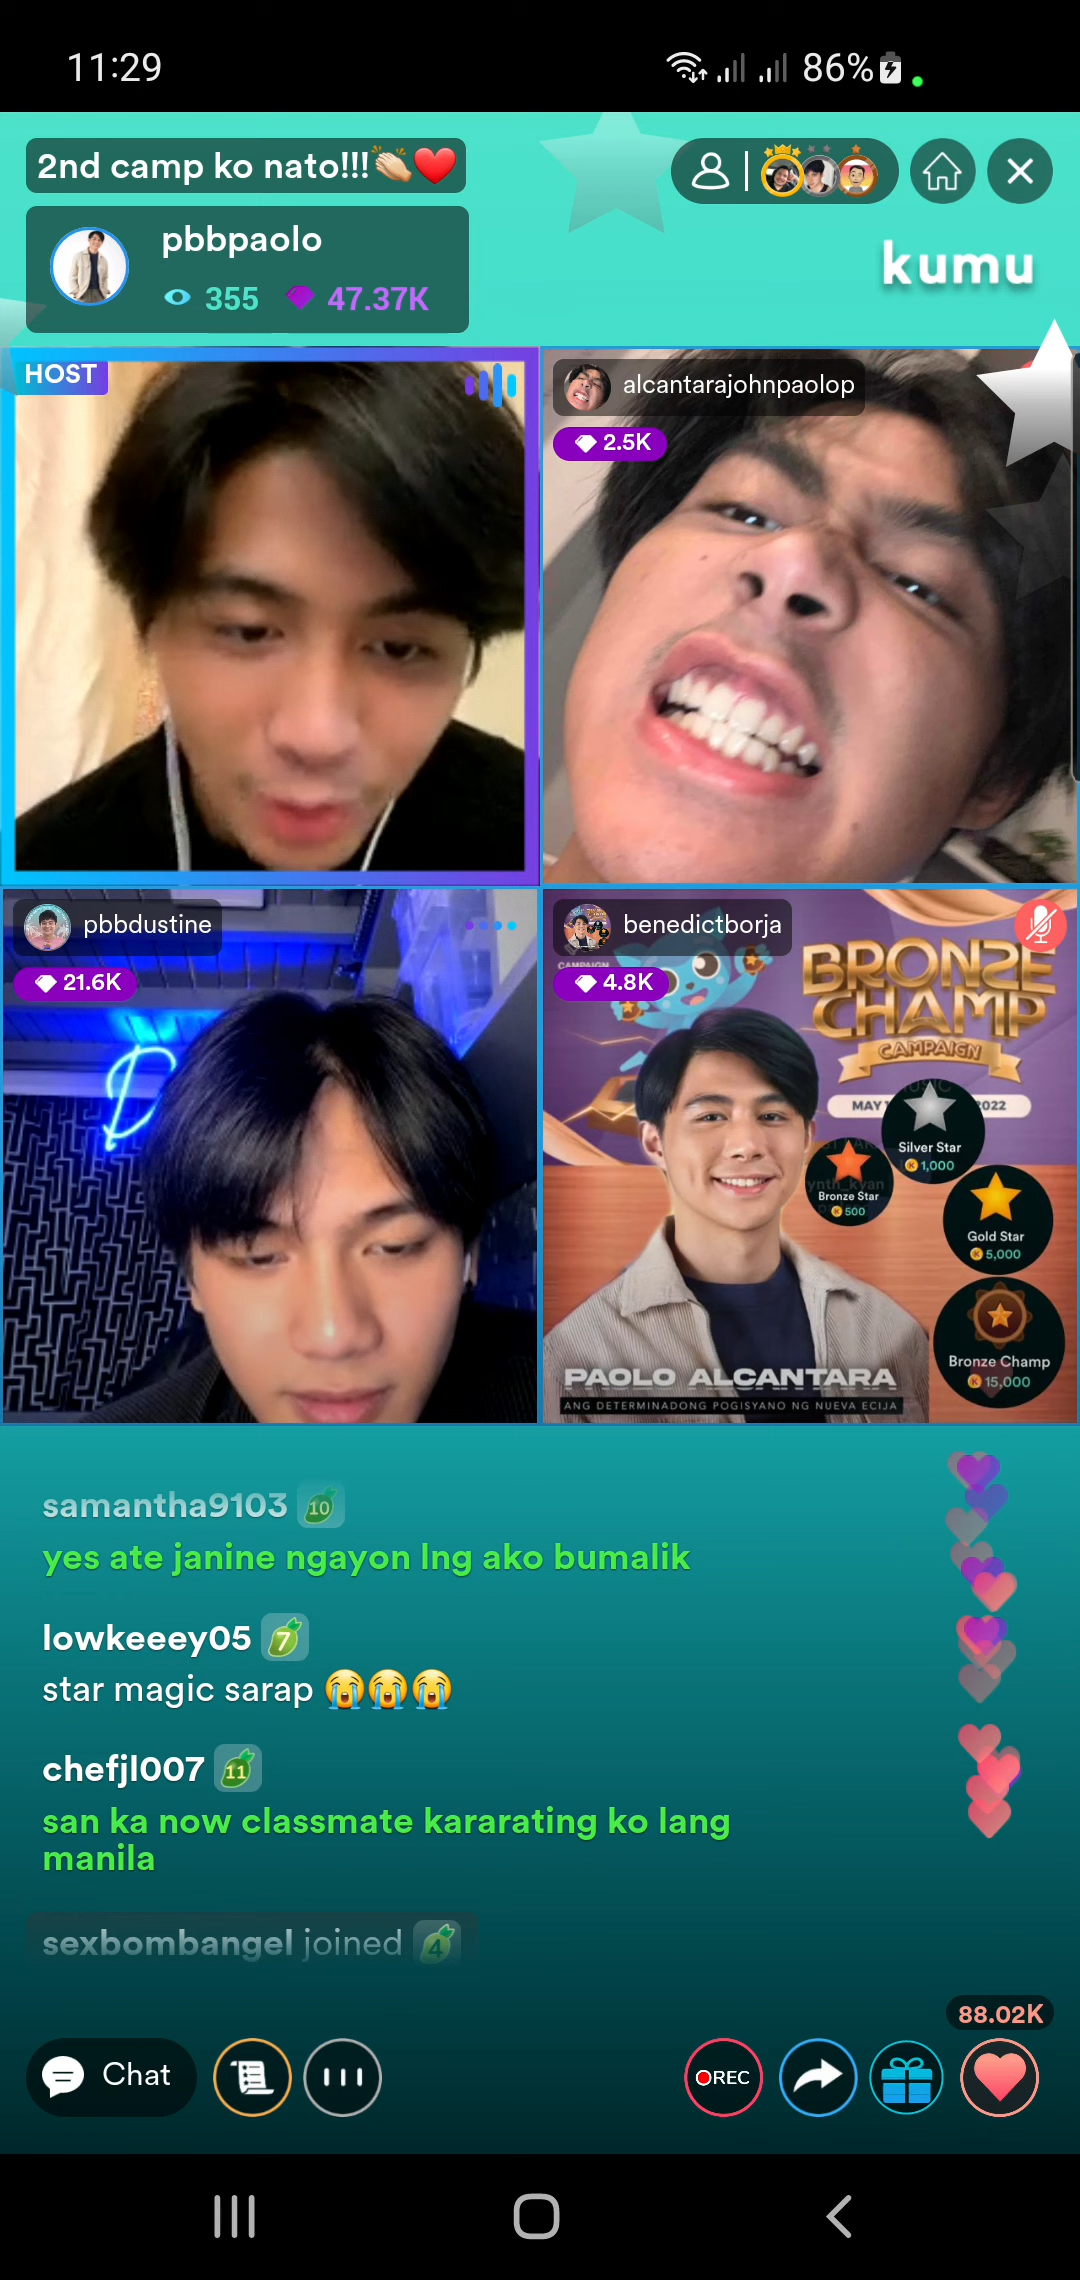 11:29
86%
2nd camp ko nato!!!👏🏻❤️
pbbpaolo
355 47.37K
kumu
HOST
alcantarajohnpaolop
2.5K
pbbdustine
21.6K
benedictborja
4.8K
CAMPAIGN
BRONZE
CHAMP
CAMPAIGN
MAY 2022
Silver Star
1,000
Bronze Star
500
Gold Star
5,000
Bronze Champ
15,000
PAOLO ALCANTARA
ANG DETERMINADONG POGISYANO NG NUEVA ECIJA
samantha9103 10
yes ate janine ngayon lng ako bumalik
lowkeeey05 7
star magic sarap 😭😭😭
chefjl007 11
san ka now classmate kararating ko lang
manila
sexbombangel joined 4
88.02K
Chat
REC